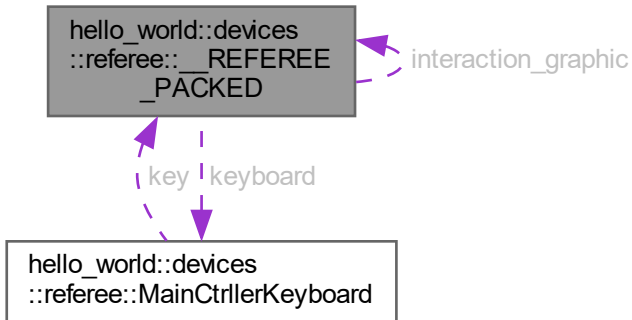 hello_world::devices
::referee::__REFEREE
_PACKED
interaction_graphic
key
keyboard
hello_world::devices
::referee::MainCtrllerKeyboard